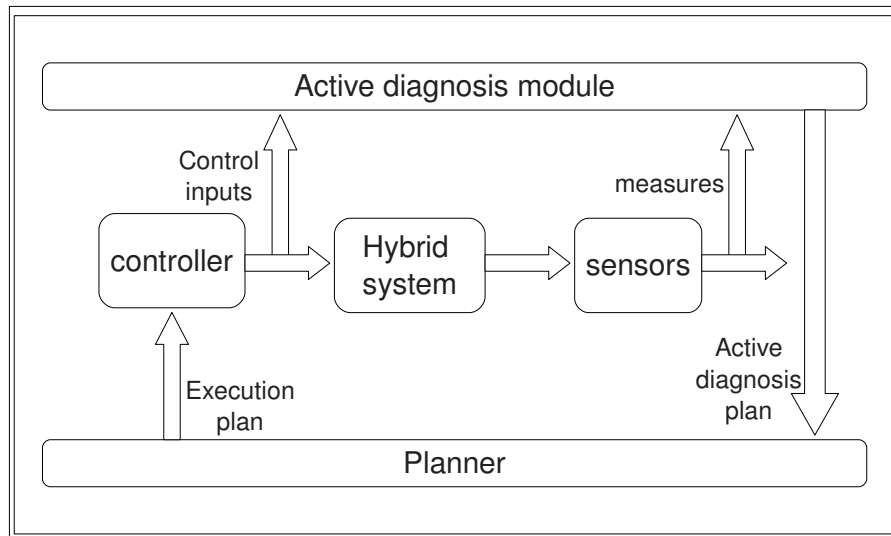 Active diagnosis module
Control
inputs
measures
controller
Hybrid
system
sensors
Execution
plan
Active
diagnosis
plan
Planner